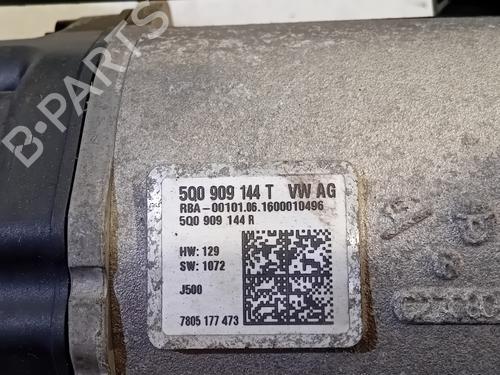 B-PARTS
5Q0 909 144 T VW AG
RBA-00101.06.1600010496
5Q0 909 144 R
HW: 129
SW: 1072
J500
7805 177 473